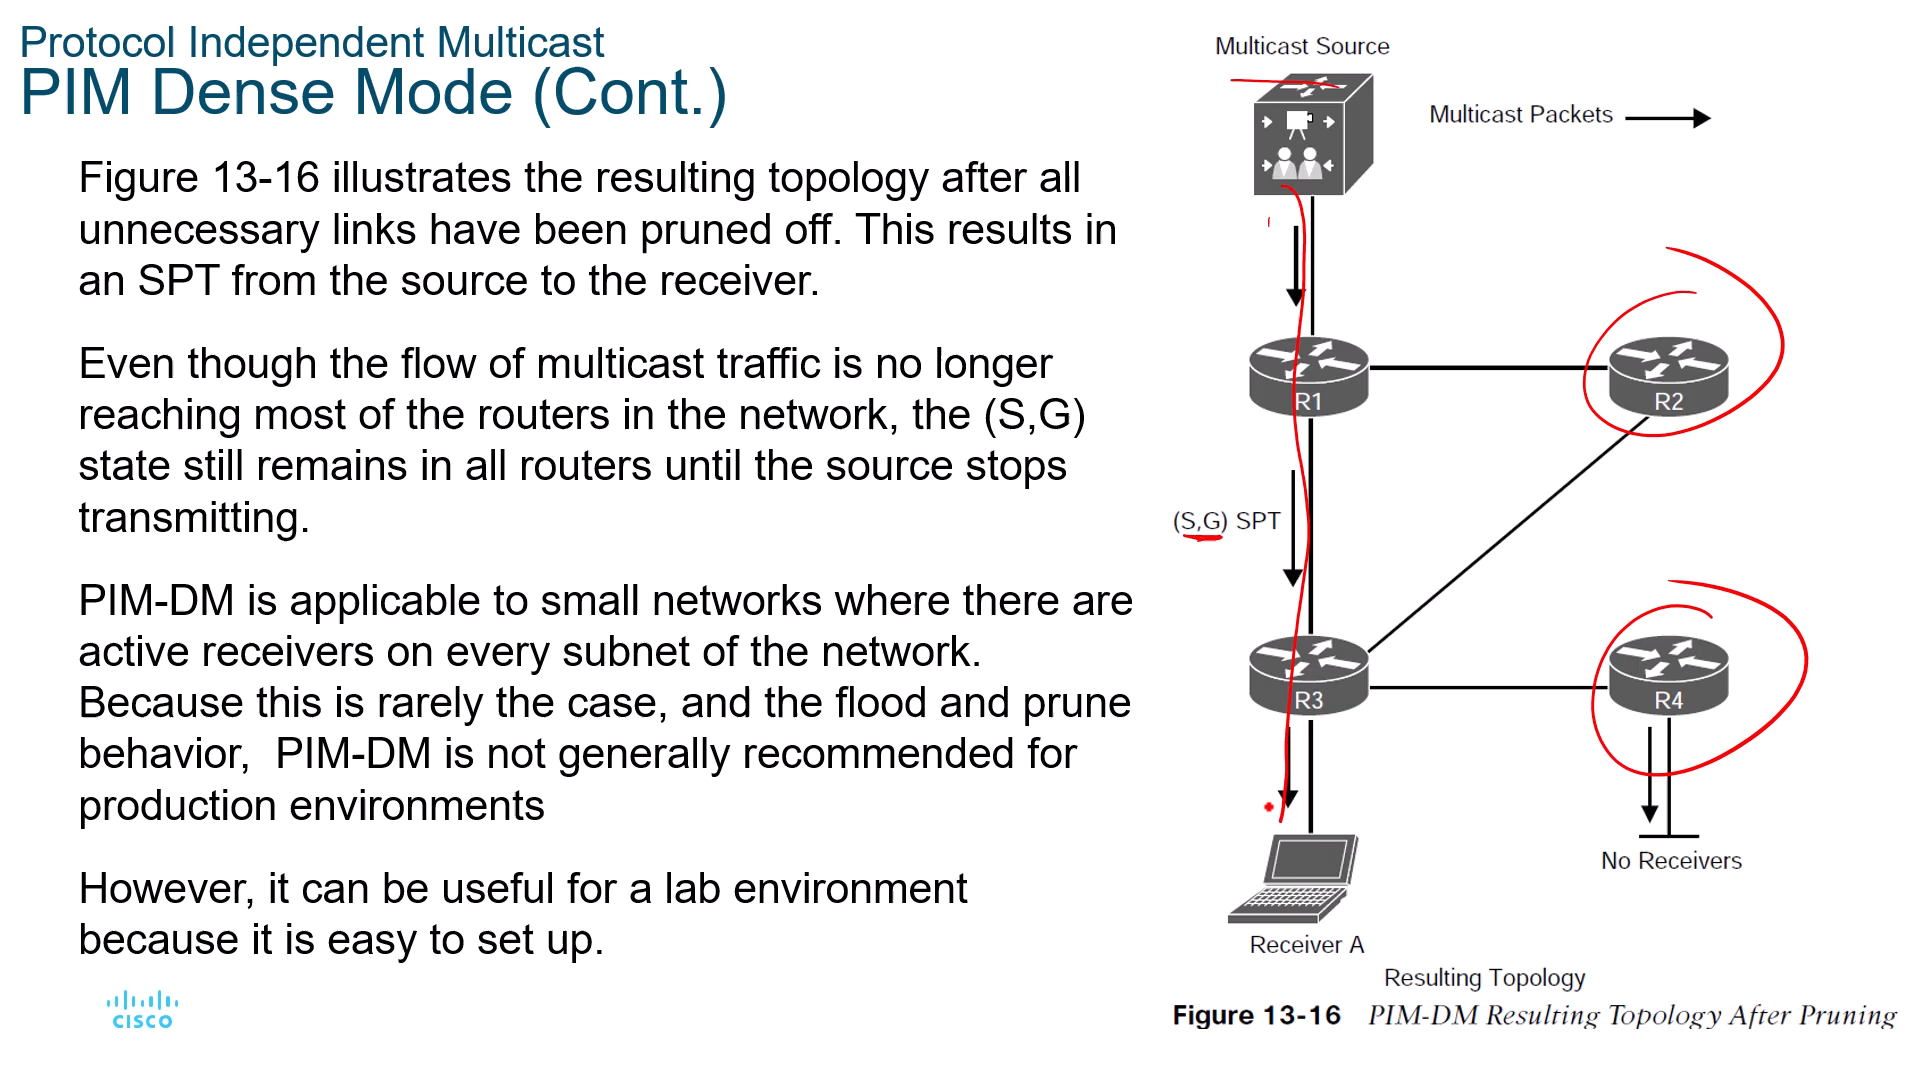 Protocol Independent Multicast
PIM Dense Mode (Cont.)
Figure 13-16 illustrates the resulting topology after all
unnecessary links have been pruned off. This results in
an SPT from the source to the receiver.
Even though the flow of multicast traffic is no longer
reaching most of the routers in the network, the (S,G)
state still remains in all routers until the source stops
transmitting.
PIM-DM is applicable to small networks where there are
active receivers on every subnet of the network.
Because this is rarely the case, and the flood and prune
behavior,  PIM-DM is not generally recommended for
production environments
However, it can be useful for a lab environment
because it is easy to set up.
CISCO
Multicast Source
Multicast Packets
R1
R2
(S,G) SPT
R3
R4
No Receivers
Receiver A
Resulting Topology
Figure 13-16 PIM-DM Resulting Topology After Pruning